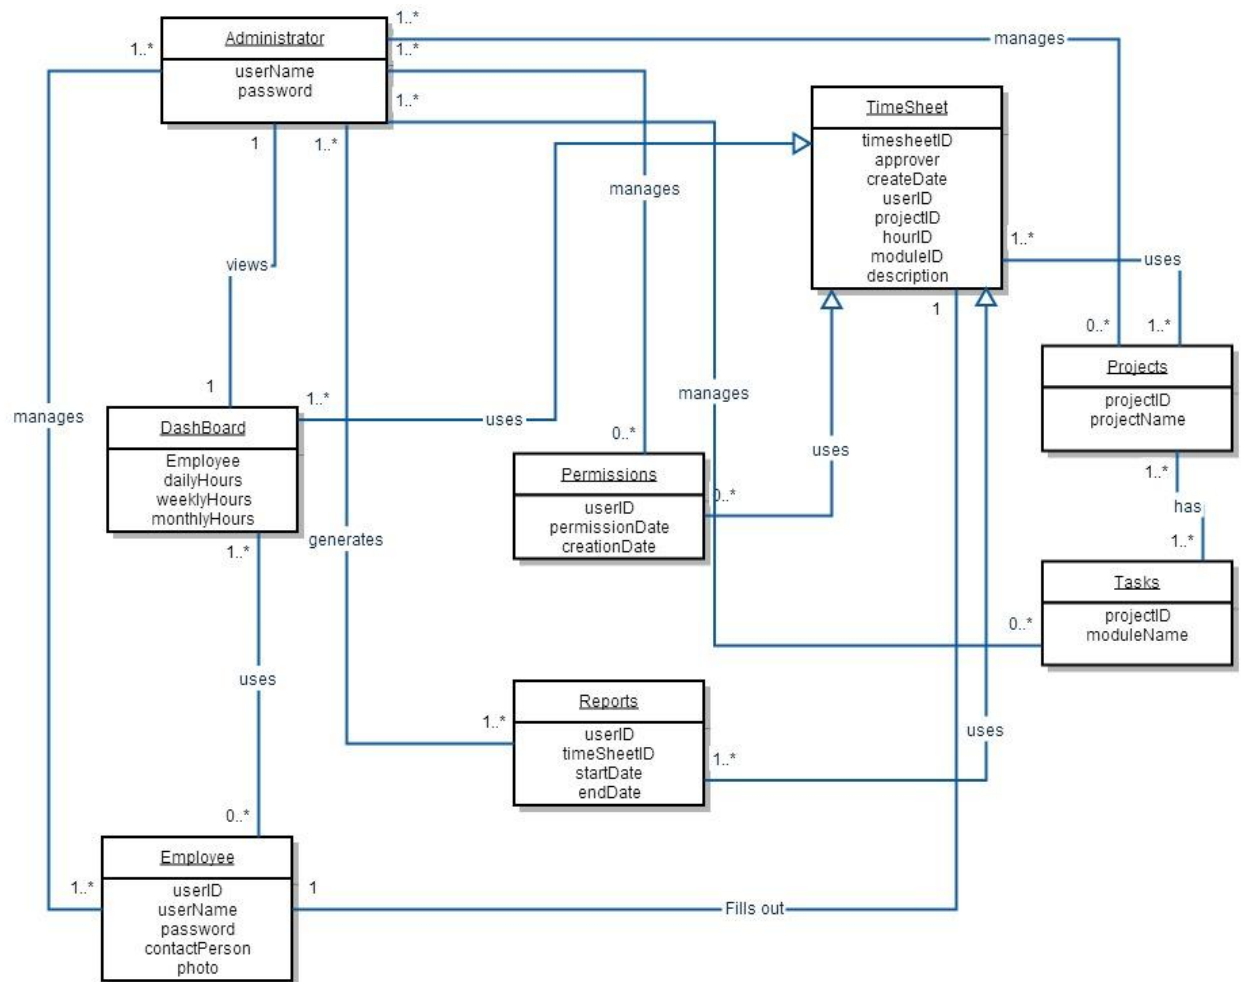 1..*
Administrator
manages
1..*
1..*
userName
password
1..*
TimeSheet
1
1..*
timesheetID
approver
createDate
userID
projectID
hourID
moduleID
description
manages
1..*
uses
views
1
0..*
1..*
Projects
projectID
projectName
1
1..*
manages
manages
uses
DashBoard
Employee
dailyHours
weeklyHours
monthlyHours
0..*
uses
Permissions
userID
permissionDate
creationDate
0..*
1..*
has
1..*
generates
1..*
Tasks
projectID
moduleName
0..*
uses
Reports
userID
timeSheetID
startDate
endDate
1..*
1..*
uses
0..*
Employee
userID
userName
password
contactPerson
photo
1..*
1
Fills out